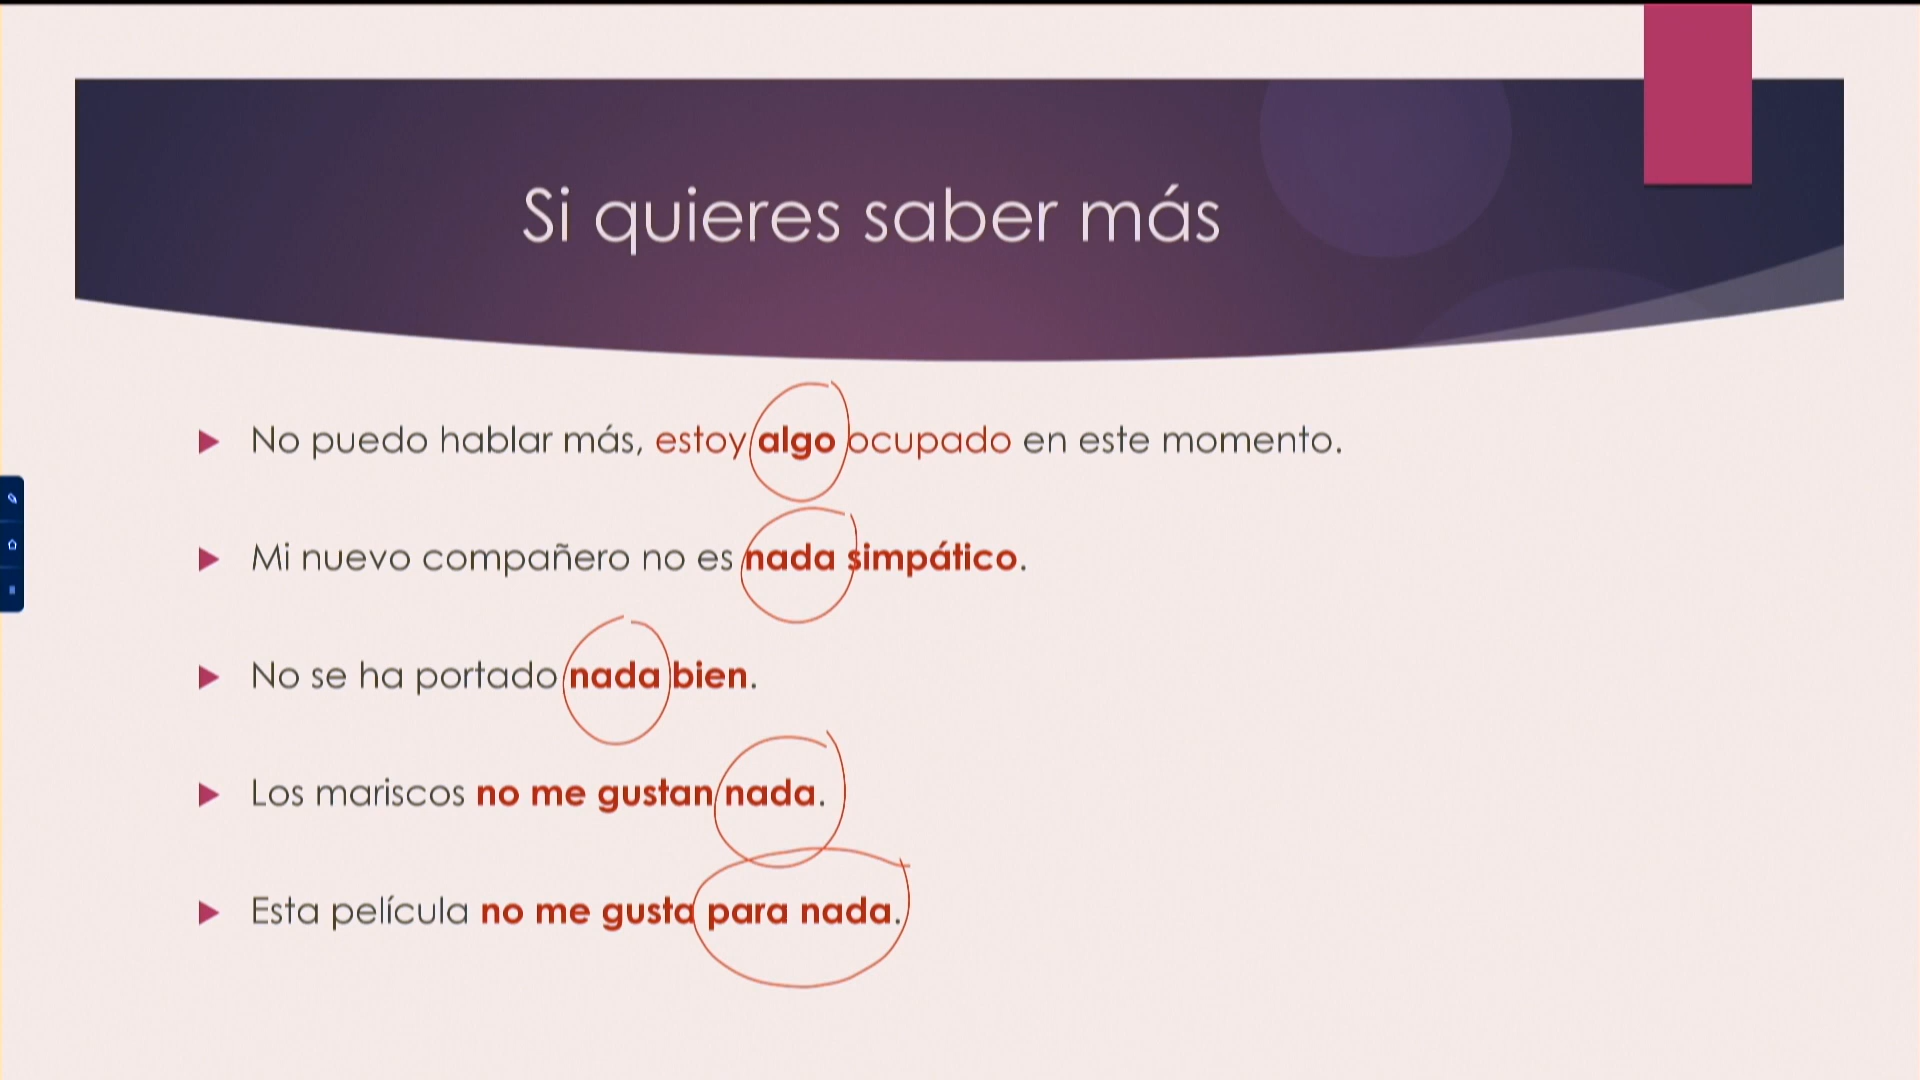 Si quieres saber más
No puedo hablar más, estoy algo ocupado en este momento.
Mi nuevo compañero no es nada simpático.
No se ha portado nada bien.
Los mariscos no me gustan nada.
Esta película no me gusta para nada.